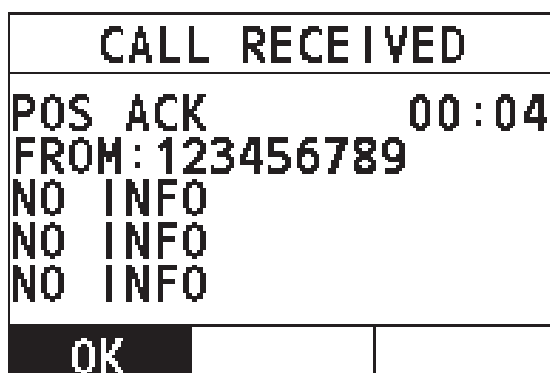 CALL RECEIVED
POS ACK 00:04
FROM:123456789
NO INFO
NO INFO
NO INFO
OK